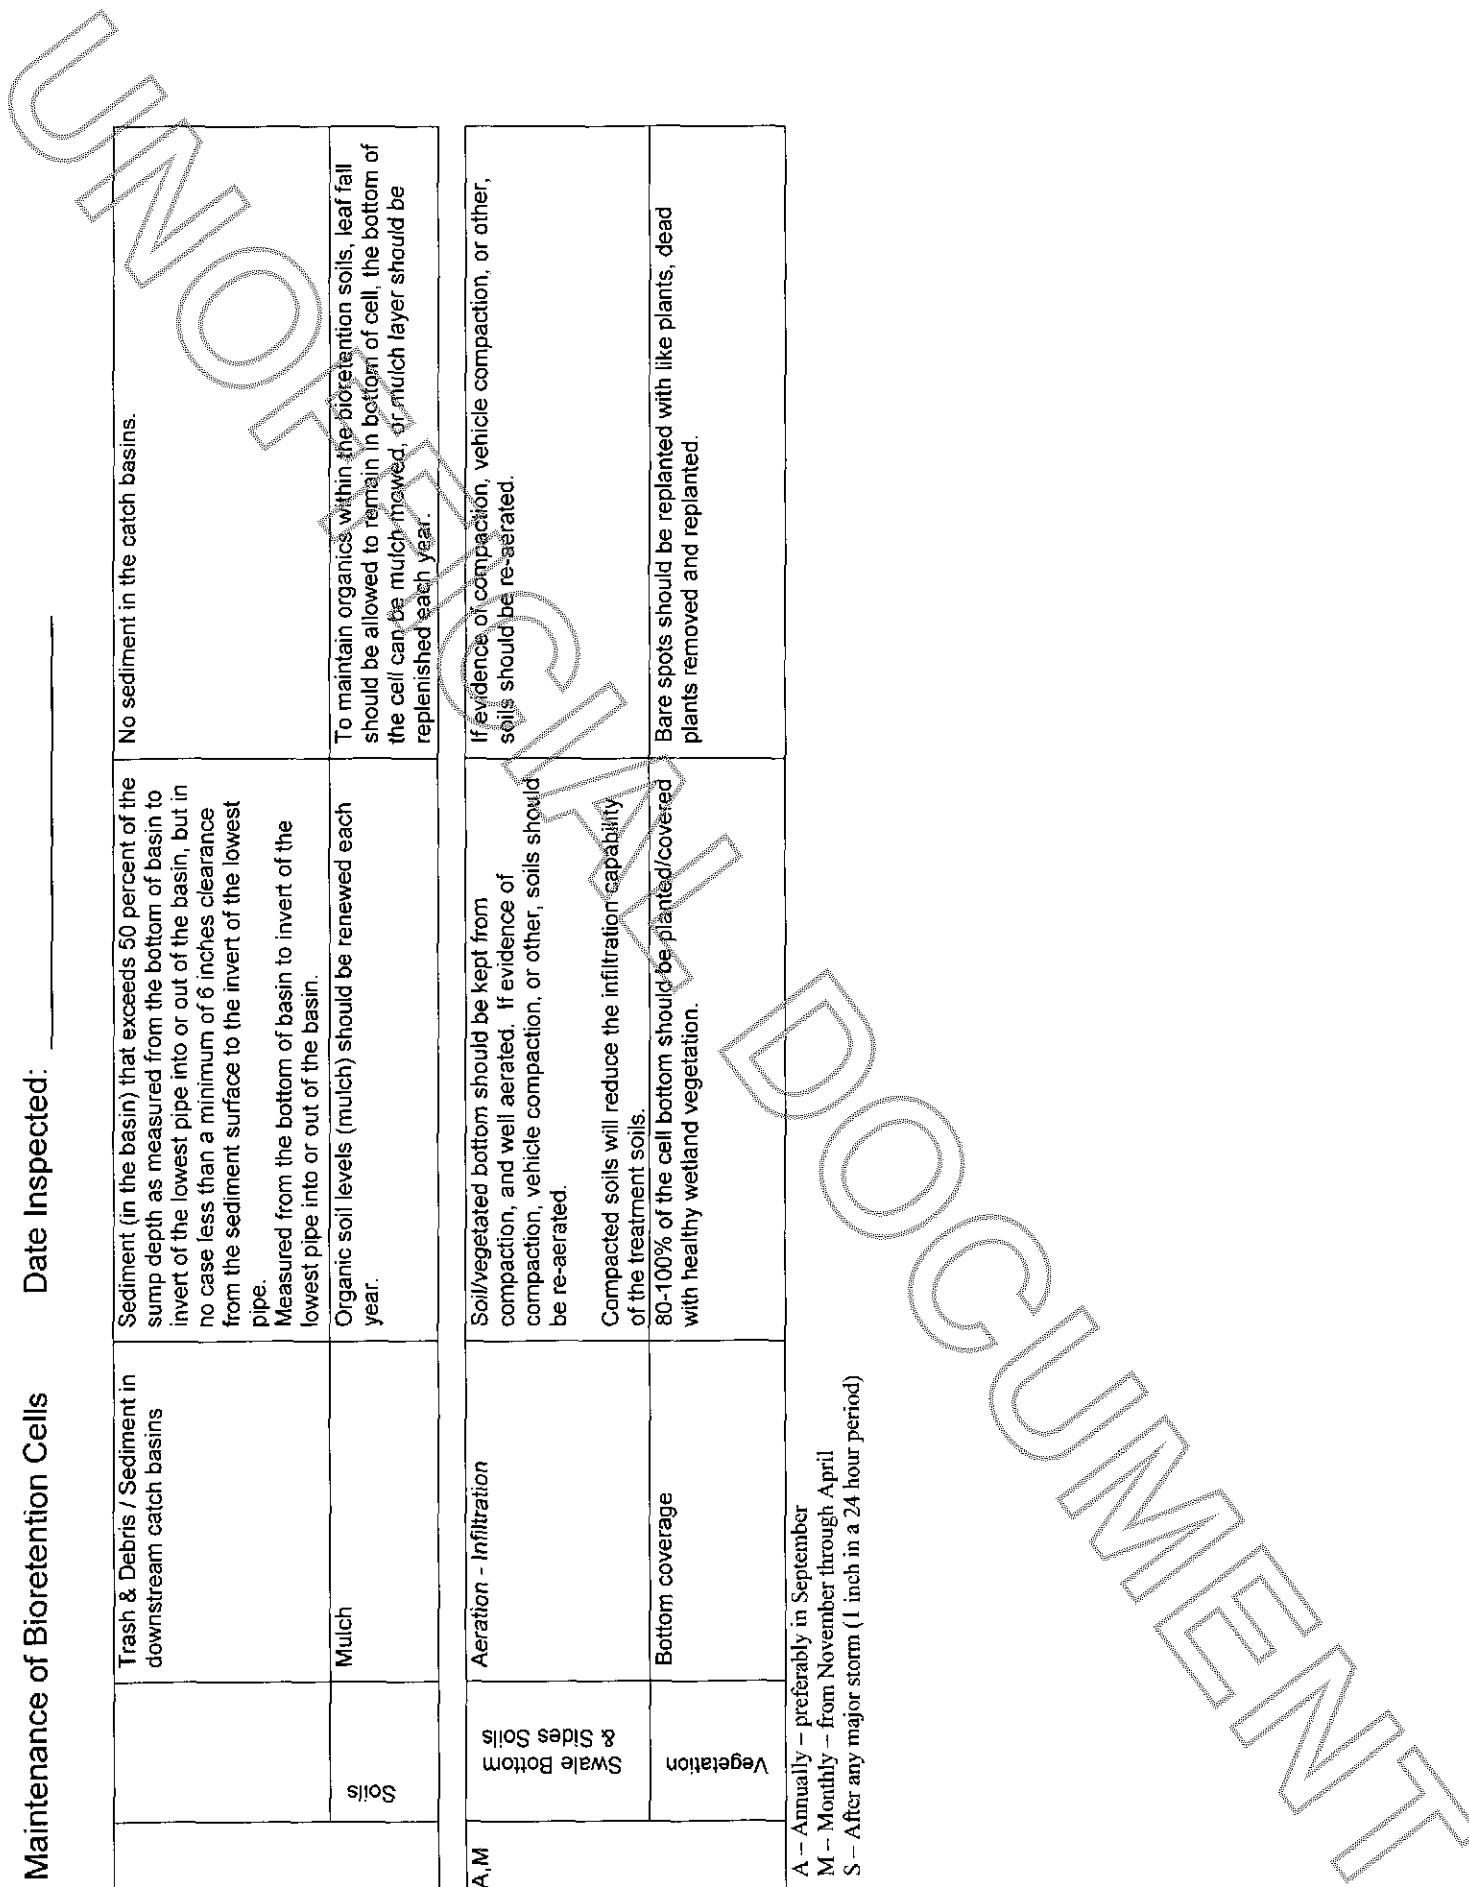 Maintenance of Bioretention Cells Date Inspected:
Trash & Debris / Sediment in
downstream catch basins
Sediment (in the basin) that exceeds 50 percent of the
sump depth as measured from the bottom of basin to
invert of the lowest pipe into or out of the basin, but in
no case less than a minimum of 6 inches clearance
from the sediment surface to the invert of the lowest
pipe.
Measured from the bottom of basin to invert of the
lowest pipe into or out of the basin.
No sediment in the catch basins.
Soils
Mulch
Organic soil levels (mulch) should be renewed each
year.
To maintain organics within the bioretention soils, leaf fall
should be allowed to remain in bottom of cell, the bottom of
the cell can be mulch mowed, or mulch layer should be
replenished each year.
A,M
Swale Bottom
& Sides Soils
Aeration - Infiltration
Soil/vegetated bottom should be kept from
compaction, and well aerated. If evidence of
compaction, vehicle compaction, or other, soils should
be re-aerated.
Compacted soils will reduce the infiltration capability
of the treatment soils.
If evidence of compaction, vehicle compaction, or other,
soils should be re-aerated.
Vegetation
Bottom coverage
80-100% of the cell bottom should be planted/covered
with healthy wetland vegetation.
Bare spots should be replanted with like plants, dead
plants removed and replanted.
A – Annually – preferably in September
M – Monthly – from November through April
S – After any major storm (1 inch in a 24 hour period)
UNOFFICIAL DOCUMENT